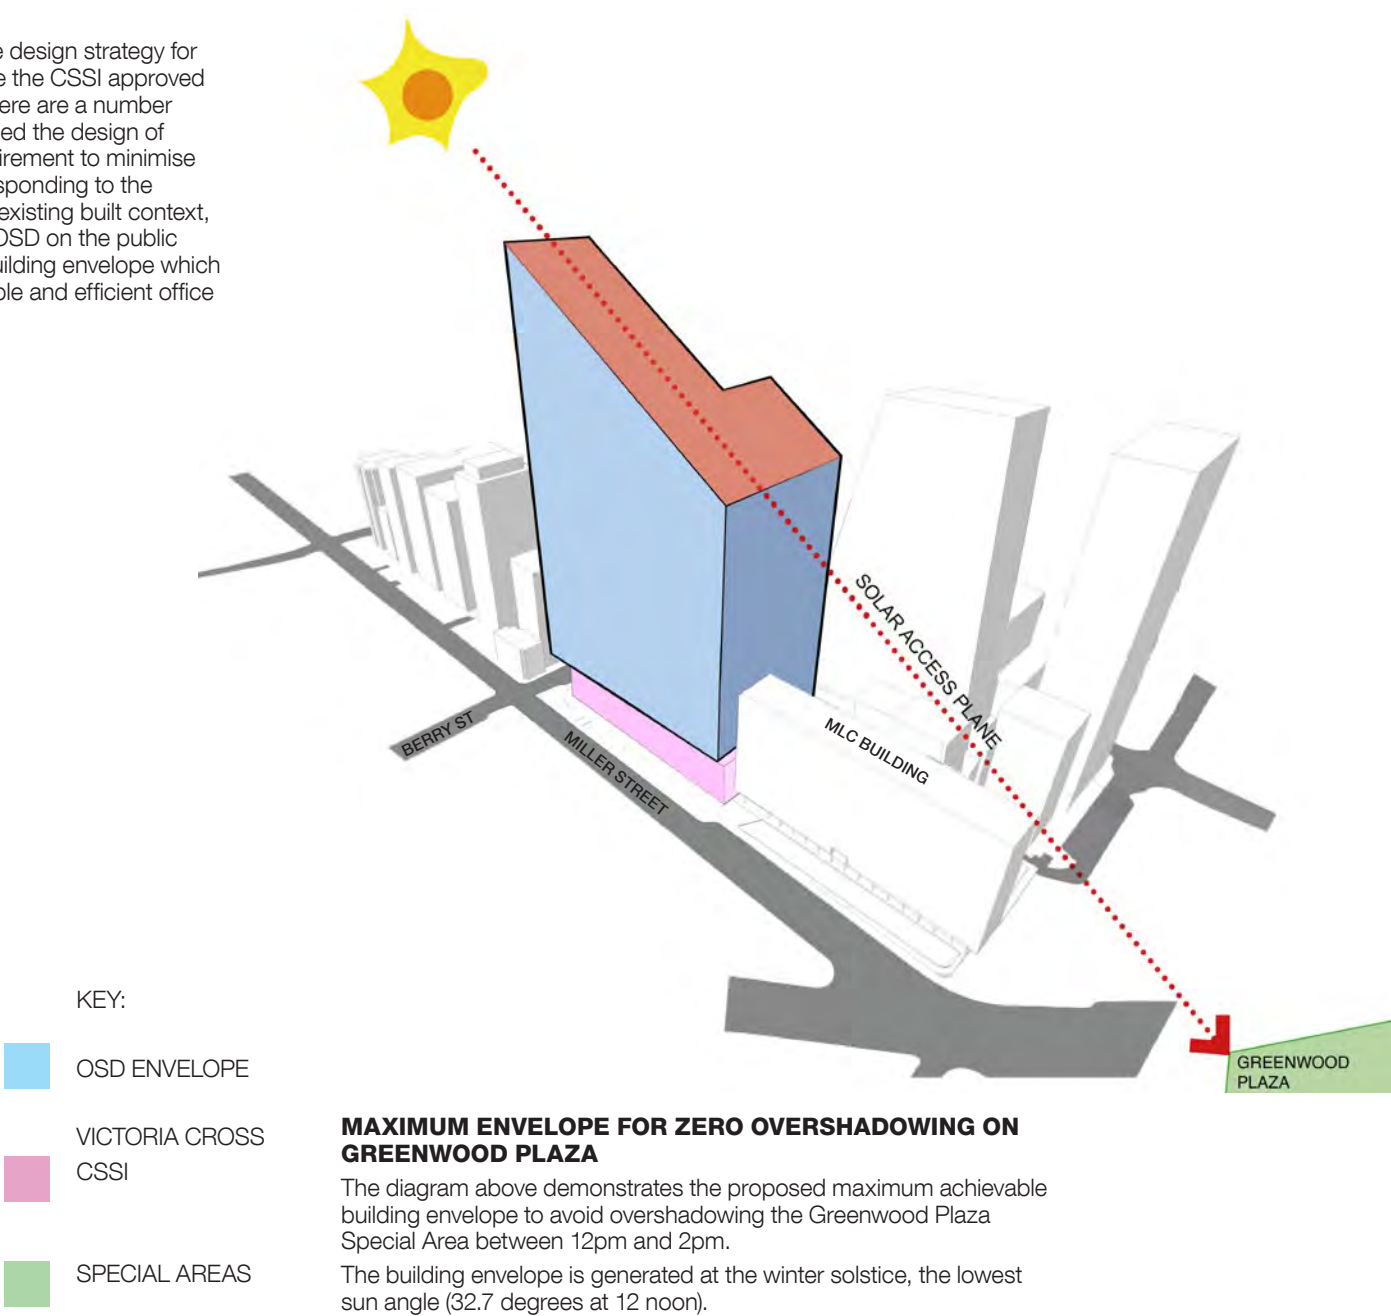 e design strategy for
e the CSSI approved
ere are a number
ed the design of
irement to minimise
sponding to the
existing built context,
OSD on the public
uilding envelope which
ble and efficient office
SOLAR ACCESS PLANE
MLC BUILDING
BERRY ST
MILLER STREET
GREENWOOD
PLAZA
KEY:
OSD ENVELOPE
VICTORIA CROSS
CSSI
SPECIAL AREAS
MAXIMUM ENVELOPE FOR ZERO OVERSHADOWING ON
GREENWOOD PLAZA
The diagram above demonstrates the proposed maximum achievable
building envelope to avoid overshadowing the Greenwood Plaza
Special Area between 12pm and 2pm.
The building envelope is generated at the winter solstice, the lowest
sun angle (32.7 degrees at 12 noon).